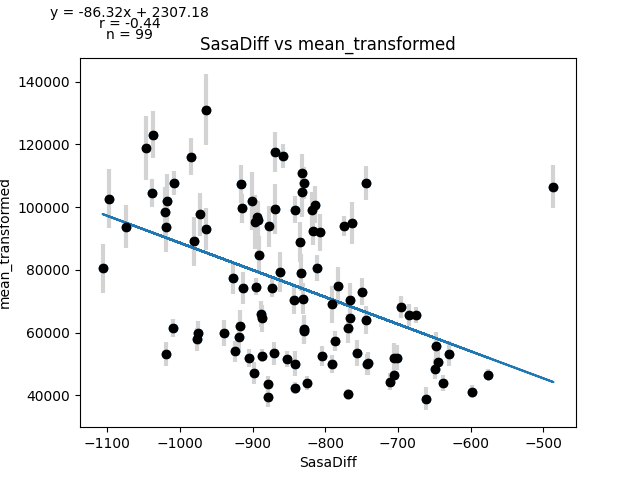 y = -86.32x + 2307.18
r = -0.44
n = 99
SasaDiff vs mean_transformed
140000
120000
100000
80000
60000
40000
mean_transformed
−1100 −1000 −900 −800 −700 −600 −500
SasaDiff